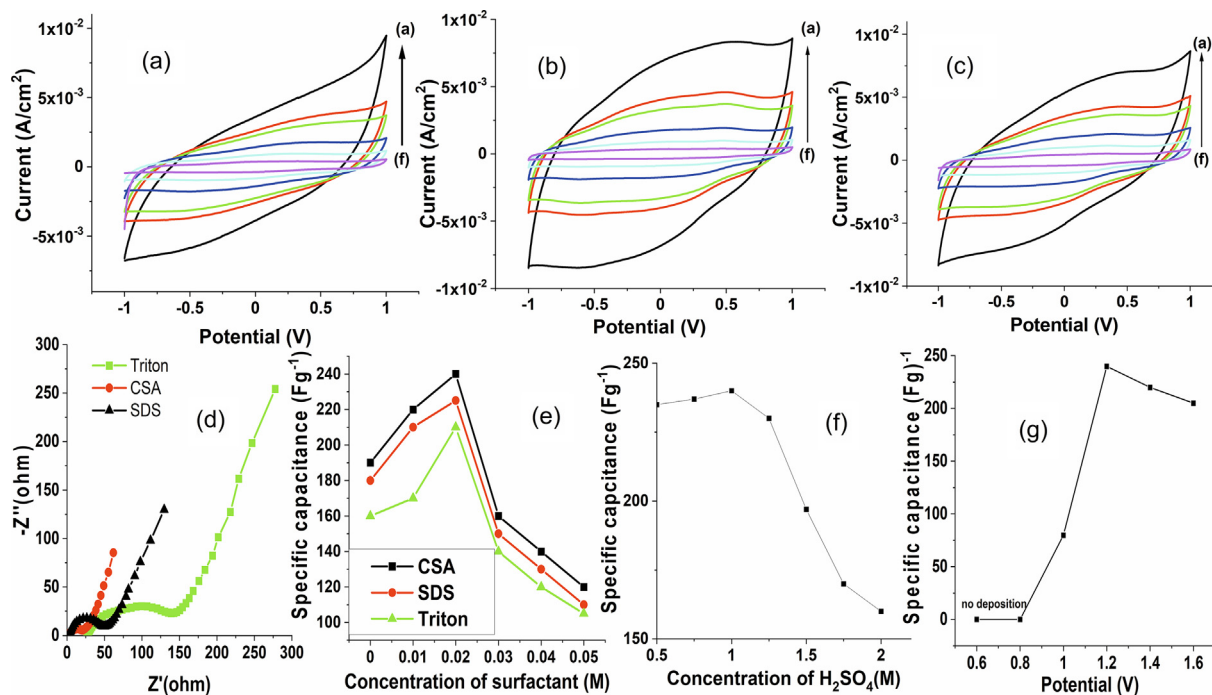 1x10⁻²
5x10⁻³
0
-5x10⁻³
Current (A/cm²)
(a)
(a)
(f)
-1
-0.5
0
0.5
1
Potential (V)
1x10⁻²
5x10⁻³
0
-5x10⁻³
-1x10⁻²
Current (A/cm²)
(b)
(a)
(f)
-1
-0.5
0
0.5
1
Potential (V)
1x10⁻²
5x10⁻³
0
-5x10⁻³
-1x10⁻²
Current (A/cm²)
(c)
(a)
(f)
-1
-0.5
0
0.5
1
Potential (V)
300
250
200
150
100
50
0
-Z''(ohm)
Triton
CSA
SDS
(d)
0
50
100
150
200
250
300
Z'(ohm)
240
220
200
180
160
140
120
100
Specific capacitance (Fg⁻¹)
(e)
CSA
SDS
Triton
0
0.01
0.02
0.03
0.04
0.05
Concentration of surfactant (M)
250
200
150
Specific capcitance (Fg⁻¹)
(f)
0.5
1
1.5
2
Concentration of H₂SO₄(M)
250
200
150
100
50
0
Specific capacitance (Fg)⁻¹
(g)
no deposition
0.6
0.8
1
1.2
1.4
1.6
Potential (V)